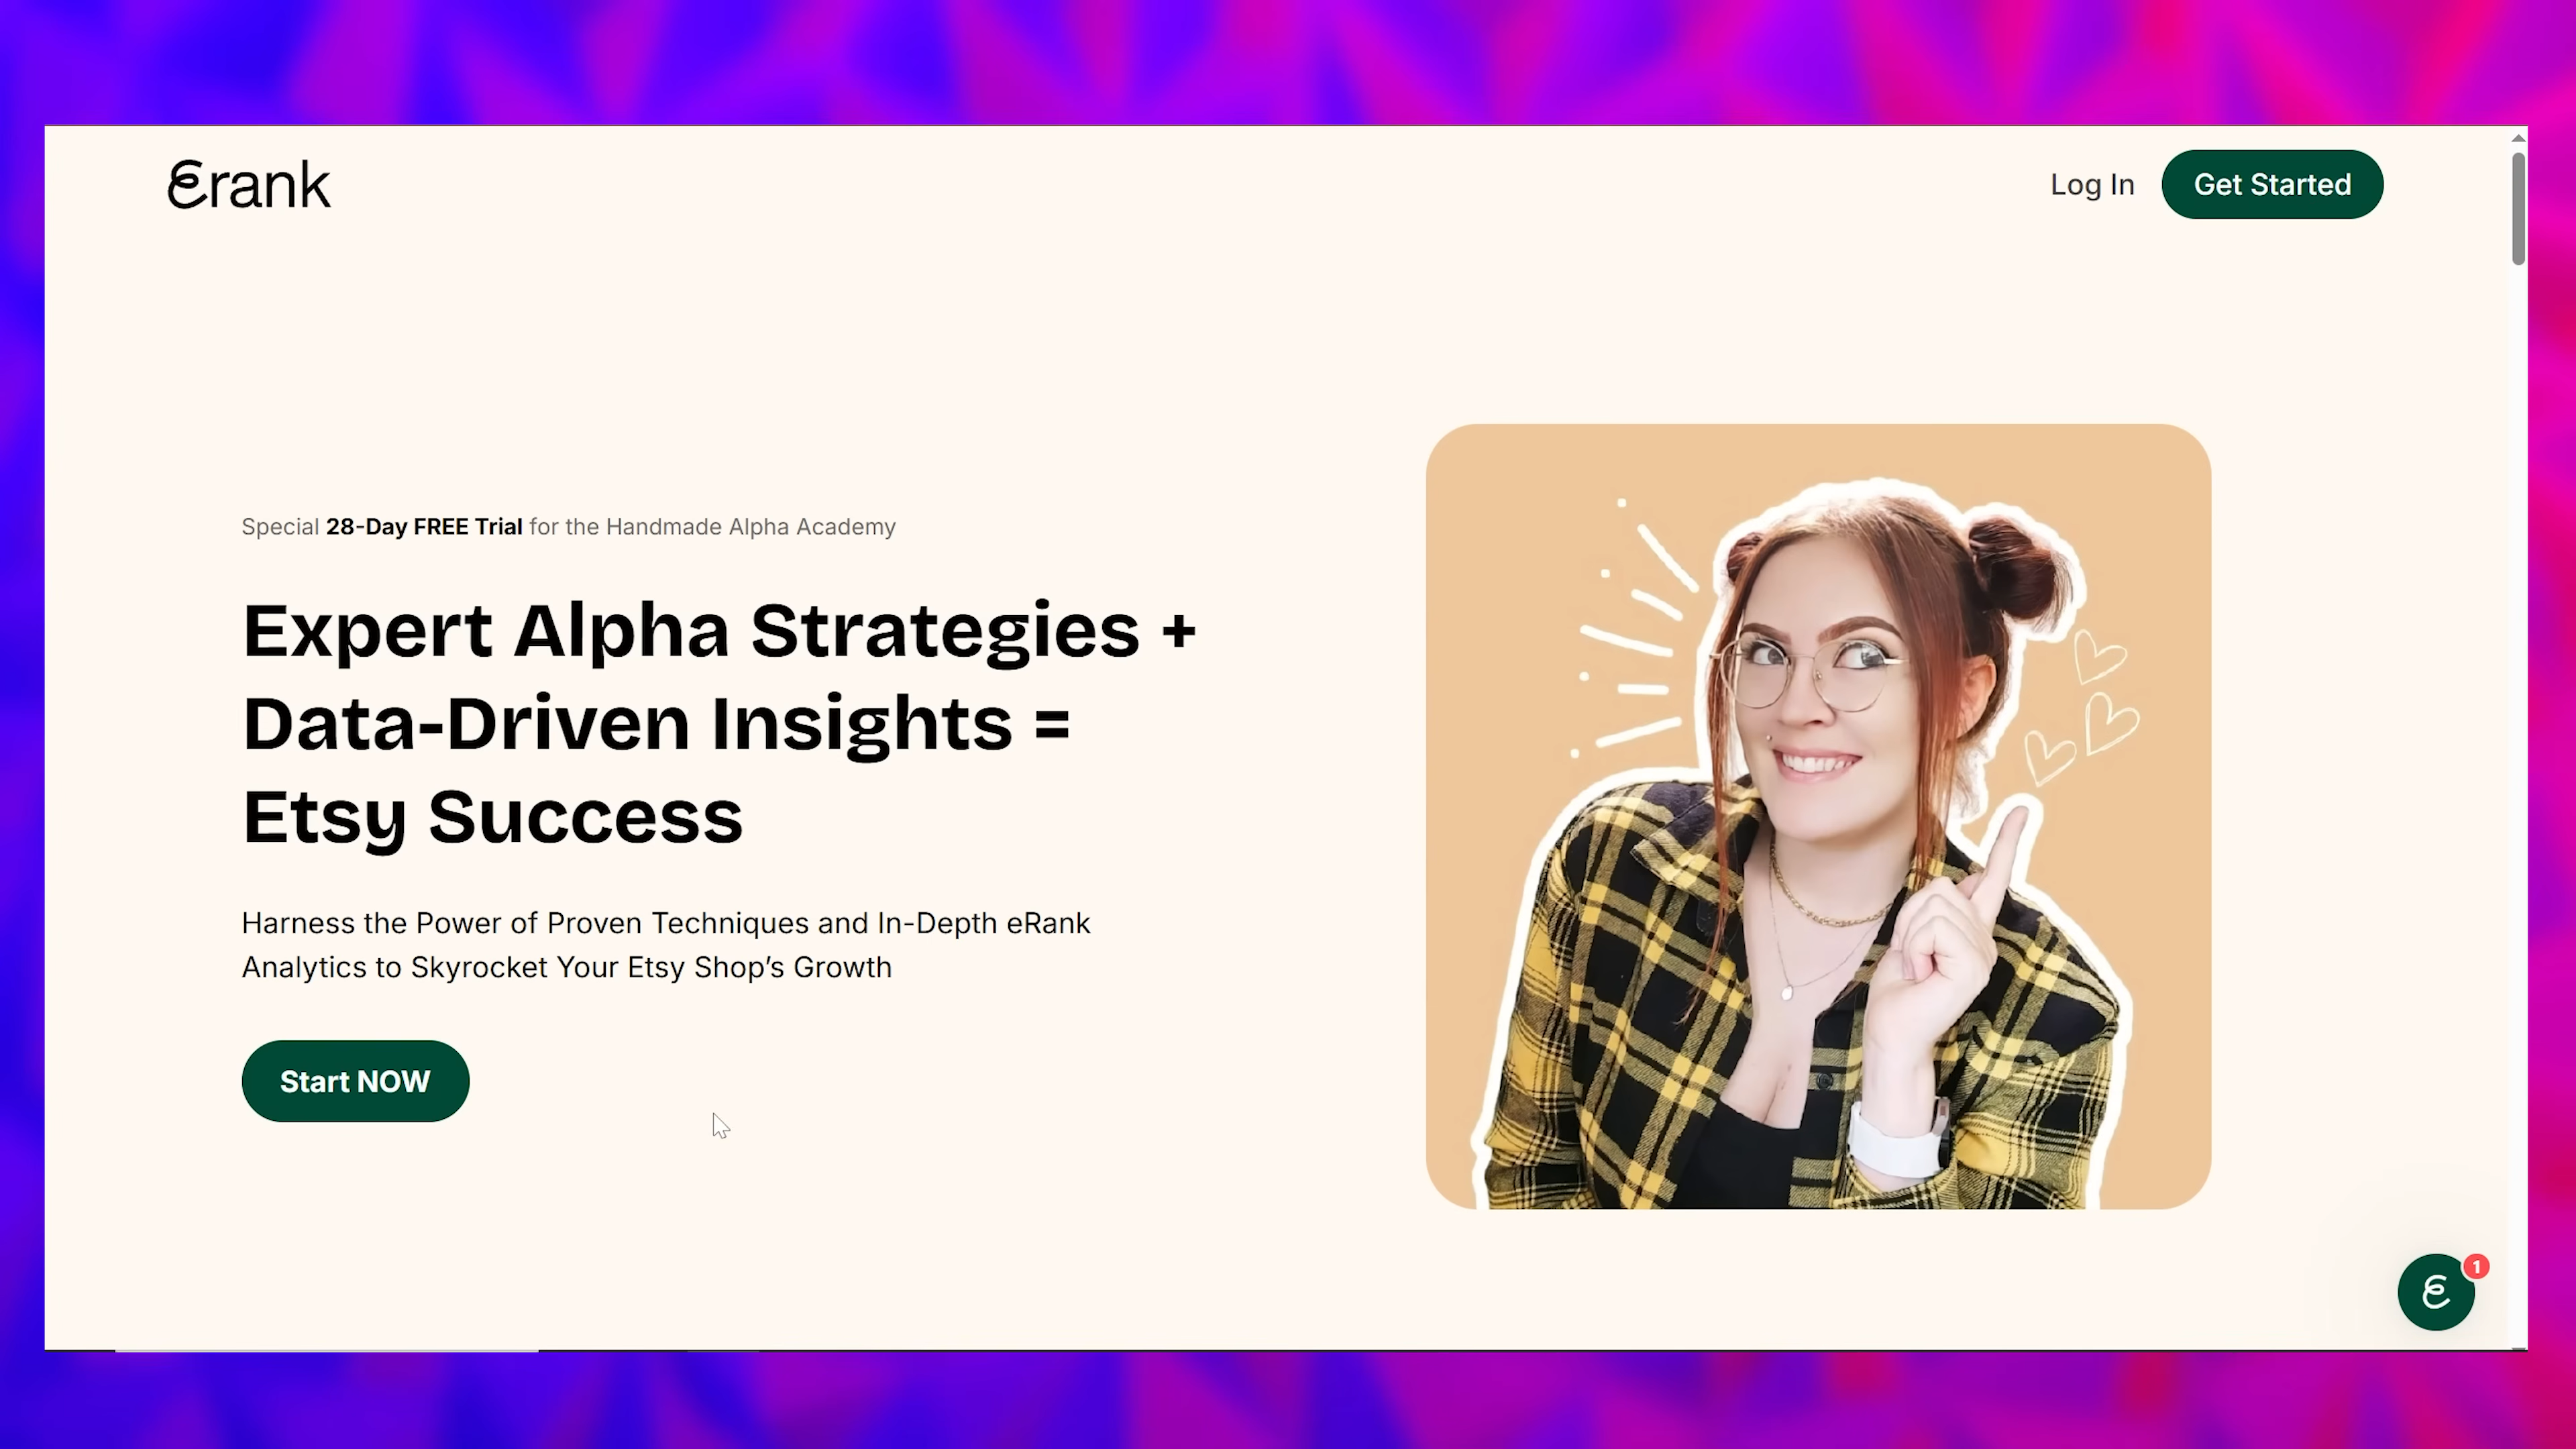 Erank
Log In
Get Started
Special 28-Day FREE Trial for the Handmade Alpha Academy
Expert Alpha Strategies +
Data-Driven Insights =
Etsy Success
Harness the Power of Proven Techniques and In-Depth eRank
Analytics to Skyrocket Your Etsy Shop’s Growth
Start NOW
1
E